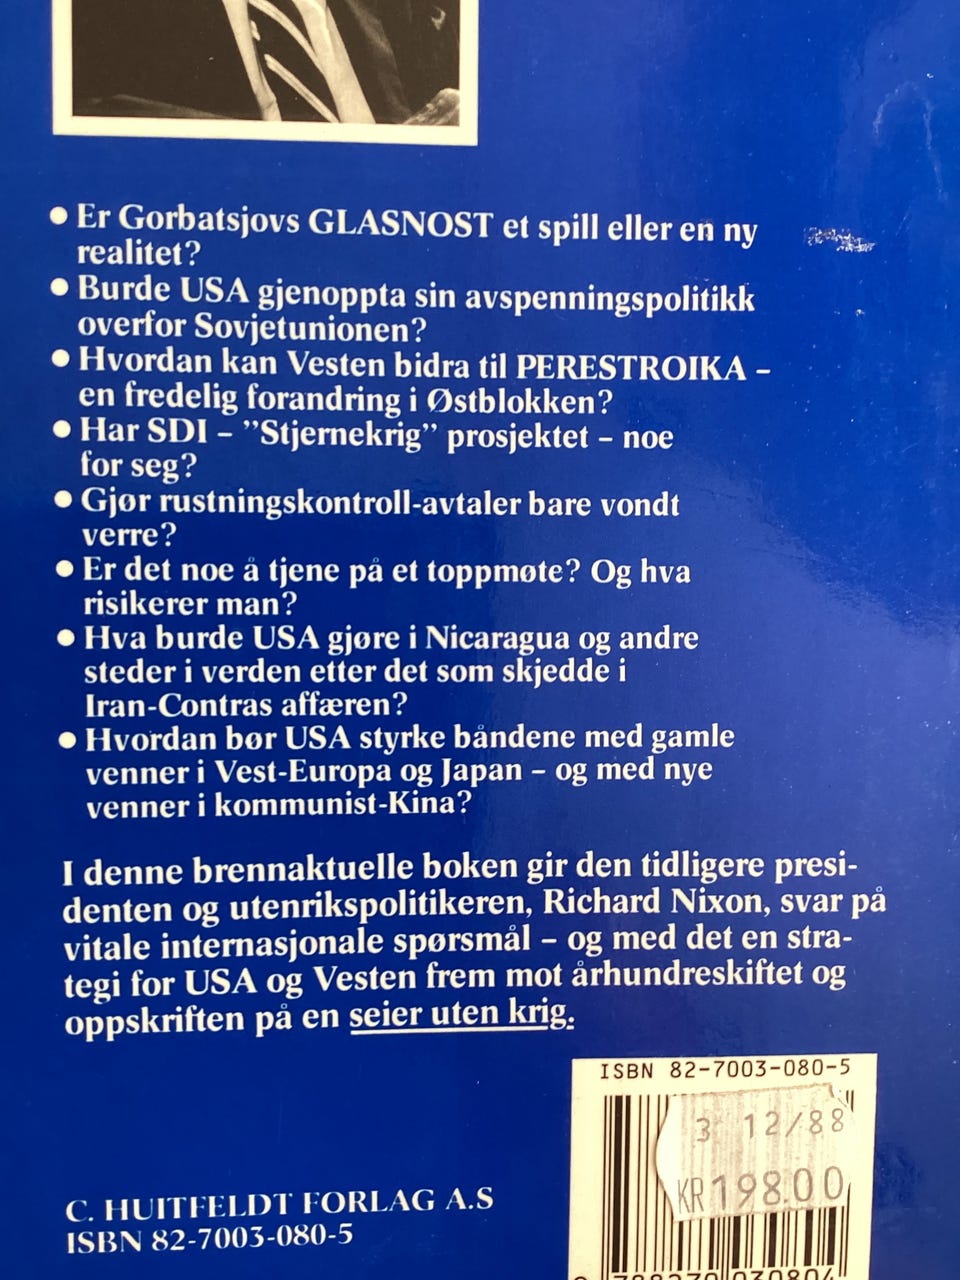 • Er Gorbatsjovs GLASNOST et spill eller en ny
realitet?
• Burde USA gjenoppta sin avspenningspolitikk
overfor Sovjetunionen?
• Hvordan kan Vesten bidra til PERESTROIKA –
en fredelig forandring i Østblokken?
• Har SDI – ”Stjernekrig” prosjektet – noe
for seg?
• Gjør rustningskontroll-avtaler bare vondt
verre?
• Er det noe å tjene på et toppmøte? Og hva
risikerer man?
• Hva burde USA gjøre i Nicaragua og andre
steder i verden etter det som skjedde i
Iran-Contras affæren?
• Hvordan bør USA styrke båndene med gamle
venner i Vest-Europa og Japan – og med nye
venner i kommunist-Kina?
I denne brennaktuelle boken gir den tidligere presi-
denten og utenrikspolitikeren, Richard Nixon, svar på
vitale internasjonale spørsmål – og med det en stra-
tegi for USA og Vesten frem mot århundreskiftet og
oppskriften på en seier uten krig.
ISBN 82-7003-080-5
3 12/88
KR 198.00
C. HUITFELDT FORLAG A.S
ISBN 82-7003-080-5
9 788270 030804